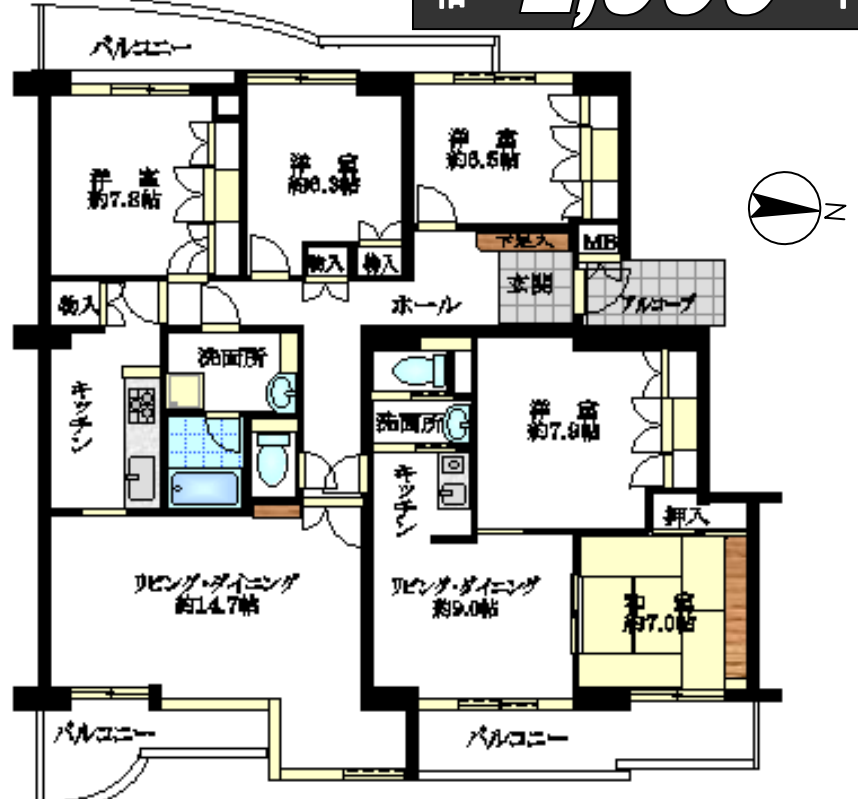 バルコニー
洋室
約7.8帖
洋室
約6.3帖
洋室
約6.5帖
物入
物入
下足入
MB
玄関
アルコーブ
N
物入
ホール
キッチン
洗面所
洗面所
洋室
約7.9帖
キッチン
押入
リビング・ダイニング
約14.7帖
リビング・ダイニング
約9.0帖
和室
約7.0帖
バルコニー
バルコニー